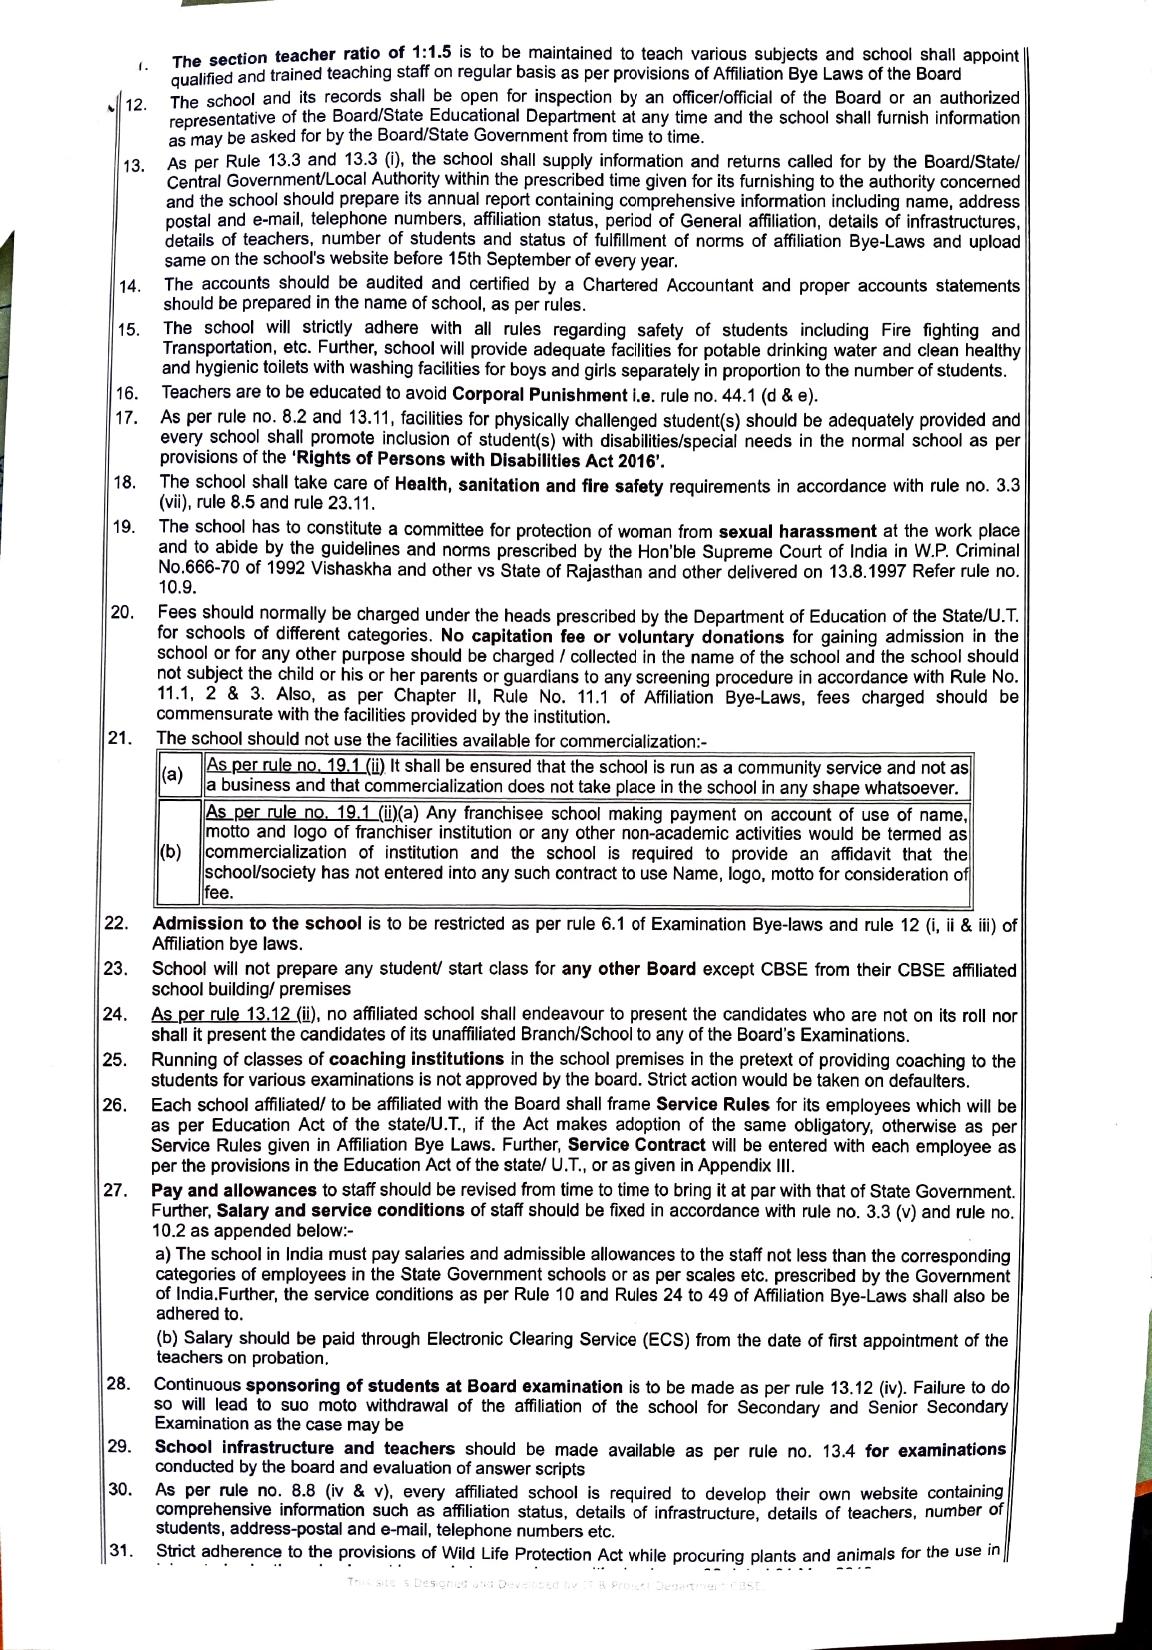 The section teacher ratio of 1:1.5 is to be maintained to teach various subjects and school shall appoint
qualified and trained teaching staff on regular basis as per provisions of Affiliation Bye Laws of the Board
12. The school and its records shall be open for inspection by an officer/official of the Board or an authorized
representative of the Board/State Educational Department at any time and the school shall furnish information
as may be asked for by the Board/State Government from time to time.
13. As per Rule 13.3 and 13.3 (i), the school shall supply information and returns called for by the Board/State/
Central Government/Local Authority within the prescribed time given for its furnishing to the authority concerned
and the school should prepare its annual report containing comprehensive information including name, address
postal and e-mail, telephone numbers, affiliation status, period of General affiliation, details of infrastructures,
details of teachers, number of students and status of fulfillment of norms of affiliation Bye-Laws and upload
same on the school's website before 15th September of every year.
14. The accounts should be audited and certified by a Chartered Accountant and proper accounts statements
should be prepared in the name of school, as per rules.
15. The school will strictly adhere with all rules regarding safety of students including Fire fighting and
Transportation, etc. Further, school will provide adequate facilities for potable drinking water and clean healthy
and hygienic toilets with washing facilities for boys and girls separately in proportion to the number of students.
16. Teachers are to be educated to avoid Corporal Punishment i.e. rule no. 44.1 (d & e).
17. As per rule no. 8.2 and 13.11, facilities for physically challenged student(s) should be adequately provided and
every school shall promote inclusion of student(s) with disabilities/special needs in the normal school as per
provisions of the 'Rights of Persons with Disabilities Act 2016'.
18. The school shall take care of Health, sanitation and fire safety requirements in accordance with rule no. 3.3
(vii), rule 8.5 and rule 23.11.
19. The school has to constitute a committee for protection of woman from sexual harassment at the work place
and to abide by the guidelines and norms prescribed by the Hon'ble Supreme Court of India in W.P. Criminal
No.666-70 of 1992 Vishaskha and other vs State of Rajasthan and other delivered on 13.8.1997 Refer rule no.
10.9.
20. Fees should normally be charged under the heads prescribed by the Department of Education of the State/U.T.
for schools of different categories. No capitation fee or voluntary donations for gaining admission in the
school or for any other purpose should be charged / collected in the name of the school and the school should
not subject the child or his or her parents or guardians to any screening procedure in accordance with Rule No.
11.1, 2 & 3. Also, as per Chapter II, Rule No. 11.1 of Affiliation Bye-Laws, fees charged should be
commensurate with the facilities provided by the institution.
21. The school should not use the facilities available for commercialization:-
(a) As per rule no. 19.1 (ii) It shall be ensured that the school is run as a community service and not as
a business and that commercialization does not take place in the school in any shape whatsoever.
As per rule no. 19.1 (ii)(a) Any franchisee school making payment on account of use of name,
motto and logo of franchiser institution or any other non-academic activities would be termed as
(b) commercialization of institution and the school is required to provide an affidavit that the
school/society has not entered into any such contract to use Name, logo, motto for consideration of
fee.
22. Admission to the school is to be restricted as per rule 6.1 of Examination Bye-laws and rule 12 (i, ii & iii) of
Affiliation bye laws.
23. School will not prepare any student/ start class for any other Board except CBSE from their CBSE affiliated
school building/ premises
24. As per rule 13.12 (ii), no affiliated school shall endeavour to present the candidates who are not on its roll nor
shall it present the candidates of its unaffiliated Branch/School to any of the Board's Examinations.
25. Running of classes of coaching institutions in the school premises in the pretext of providing coaching to the
students for various examinations is not approved by the board. Strict action would be taken on defaulters.
26. Each school affiliated/ to be affiliated with the Board shall frame Service Rules for its employees which will be
as per Education Act of the state/U.T., if the Act makes adoption of the same obligatory, otherwise as per
Service Rules given in Affiliation Bye Laws. Further, Service Contract will be entered with each employee as
per the provisions in the Education Act of the state/ U.T., or as given in Appendix III.
27. Pay and allowances to staff should be revised from time to time to bring it at par with that of State Government.
Further, Salary and service conditions of staff should be fixed in accordance with rule no. 3.3 (v) and rule no.
10.2 as appended below:-
a) The school in India must pay salaries and admissible allowances to the staff not less than the corresponding
categories of employees in the State Government schools or as per scales etc. prescribed by the Government
of India.Further, the service conditions as per Rule 10 and Rules 24 to 49 of Affiliation Bye-Laws shall also be
adhered to.
(b) Salary should be paid through Electronic Clearing Service (ECS) from the date of first appointment of the
teachers on probation.
28. Continuous sponsoring of students at Board examination is to be made as per rule 13.12 (iv). Failure to do
so will lead to suo moto withdrawal of the affiliation of the school for Secondary and Senior Secondary
Examination as the case may be
29. School infrastructure and teachers should be made available as per rule no. 13.4 for examinations
conducted by the board and evaluation of answer scripts
30. As per rule no. 8.8 (iv & v), every affiliated school is required to develop their own website containing
comprehensive information such as affiliation status, details of infrastructure, details of teachers, number of
students, address-postal and e-mail, telephone numbers etc.
31. Strict adherence to the provisions of Wild Life Protection Act while procuring plants and animals for the use in
This Site is Designed and Developed by IT & Project Department CBSE.